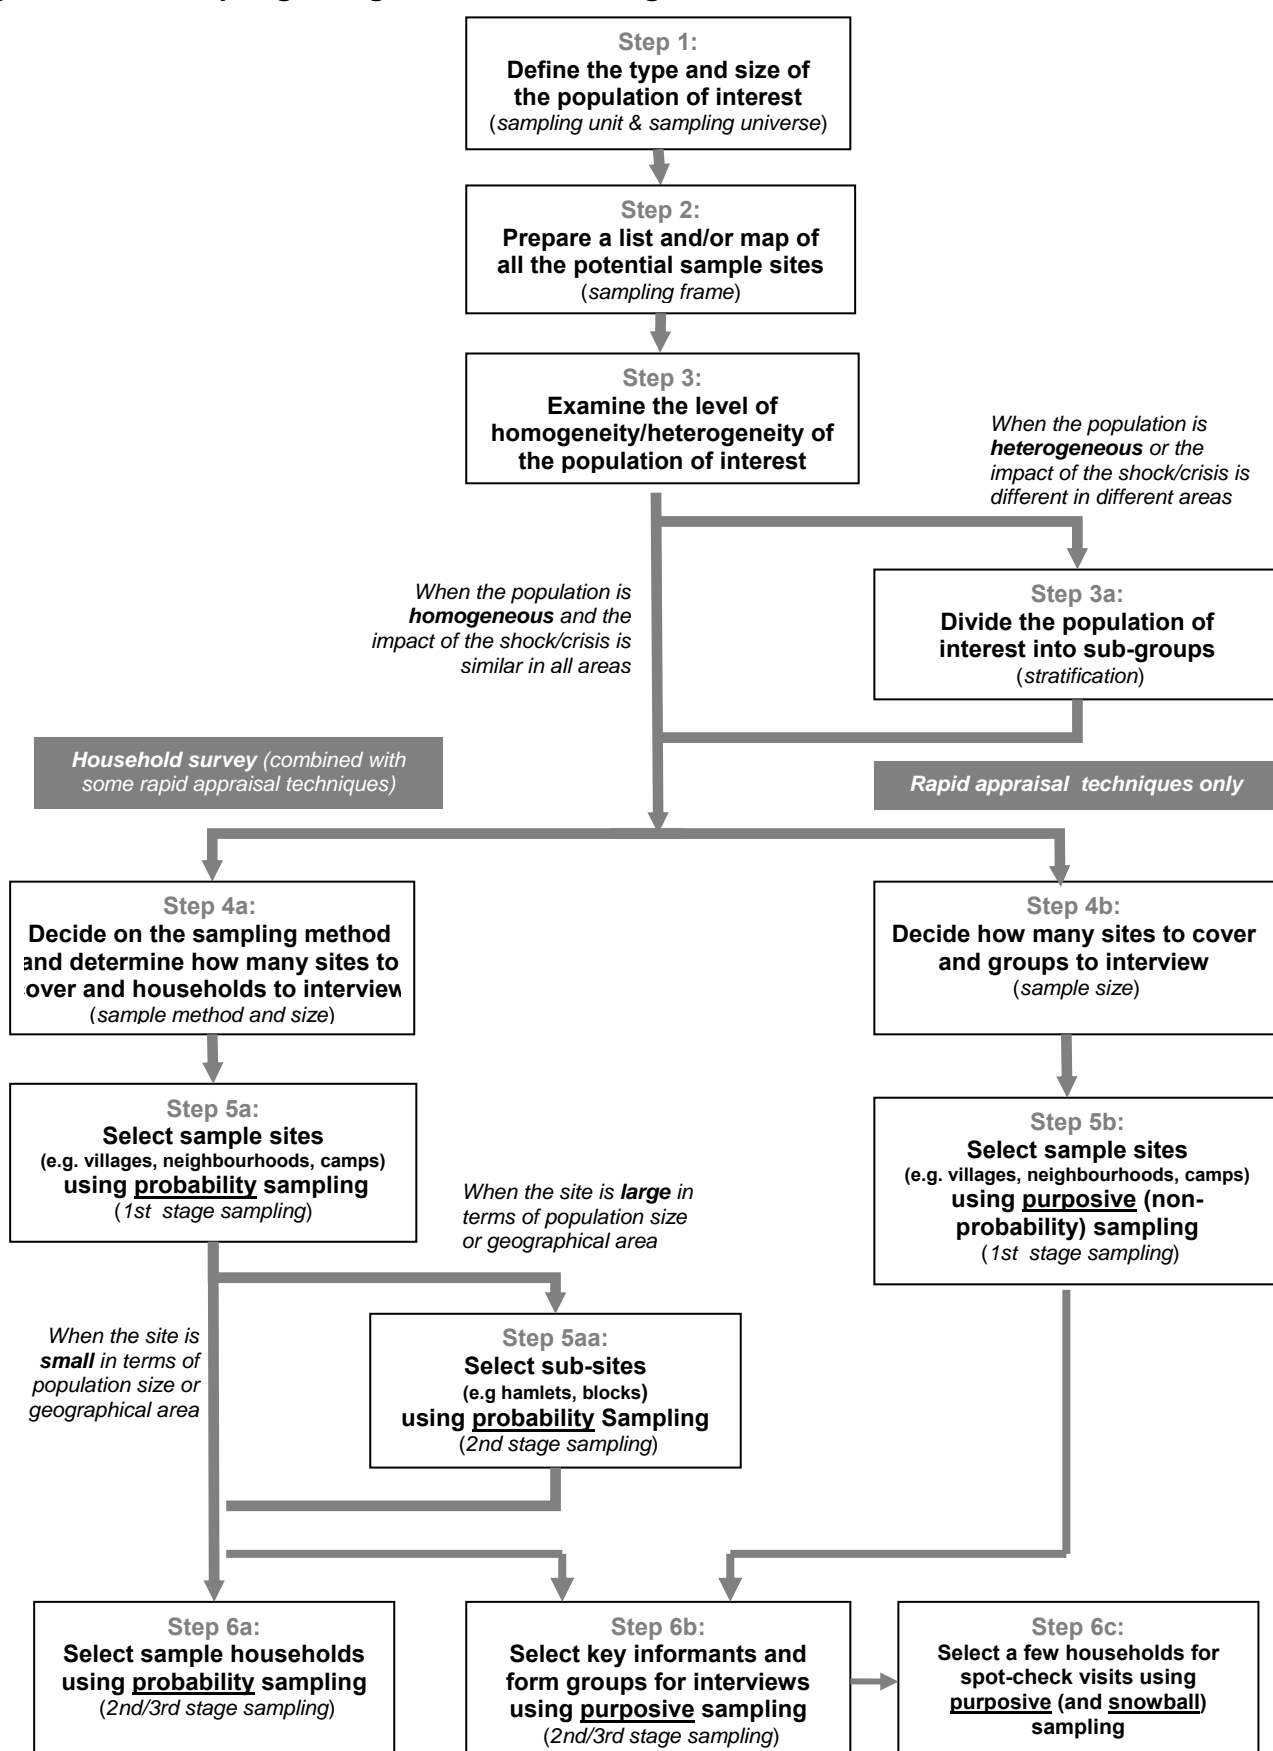 Step 1:
Define the type and size of
the population of interest
(sampling unit & sampling universe)
Step 2:
Prepare a list and/or map of
all the potential sample sites
(sampling frame)
Step 3:
Examine the level of
homogeneity/heterogeneity of
the population of interest
When the population is
heterogeneous or the
impact of the shock/crisis is
different in different areas
When the population is
homogeneous and the
impact of the shock/crisis is
similar in all areas
Step 3a:
Divide the population of
interest into sub-groups
(stratification)
Household survey (combined with
some rapid appraisal techniques)
Rapid appraisal techniques only
Step 4a:
Decide on the sampling method
and determine how many sites to
over and households to interview
(sample method and size)
Step 4b:
Decide how many sites to cover
and groups to interview
(sample size)
Step 5a:
Select sample sites
(e.g. villages, neighbourhoods, camps)
using probability sampling
(1st stage sampling)
Step 5b:
Select sample sites
(e.g. villages, neighbourhoods, camps)
using purposive (non-
probability) sampling
(1st stage sampling)
When the site is large in
terms of population size
or geographical area
When the site is
small in terms of
population size or
geographical area
Step 5aa:
Select sub-sites
(e.g hamlets, blocks)
using probability Sampling
(2nd stage sampling)
Step 6a:
Select sample households
using probability sampling
(2nd/3rd stage sampling)
Step 6b:
Select key informants and
form groups for interviews
using purposive sampling
(2nd/3rd stage sampling)
Step 6c:
Select a few households for
spot-check visits using
purposive (and snowball)
sampling